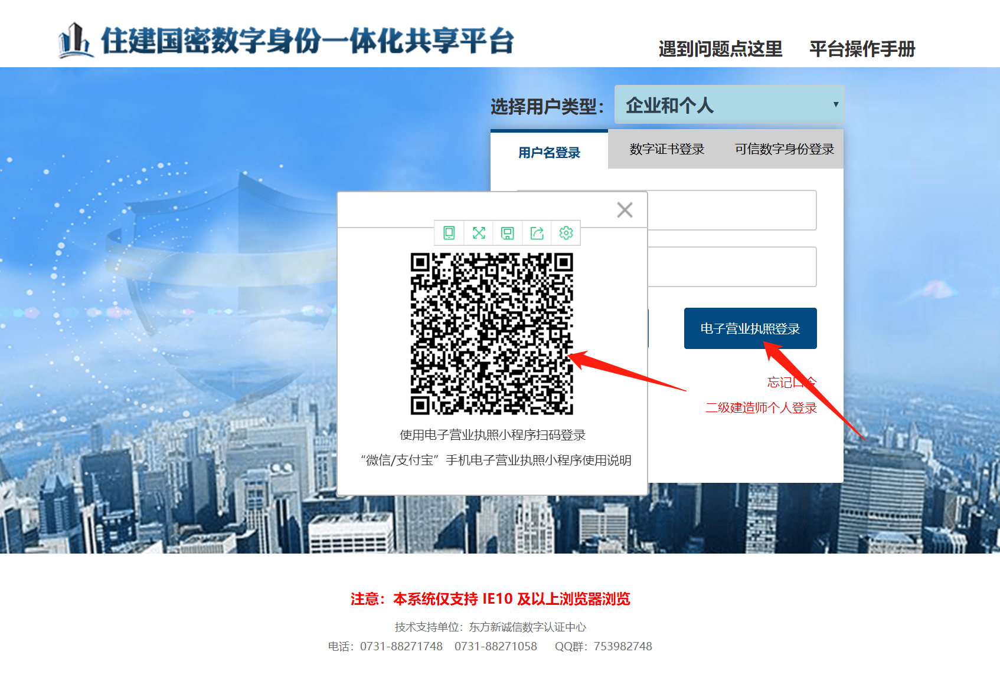 住建国密数字身份一体化共享平台
遇到问题点这里 平台操作手册
选择用户类型： 企业和个人
用户名登录 数字证书登录 可信数字身份登录
电子营业执照登录
忘记口令
二级建造师个人登录
使用电子营业执照小程序扫码登录
“微信/支付宝”手机电子营业执照小程序使用说明
注意：本系统仅支持 IE10 及以上浏览器浏览
技术支持单位：东方新诚信数字认证中心
电话：0731-88271748 0731-88271058 QQ群：753982748